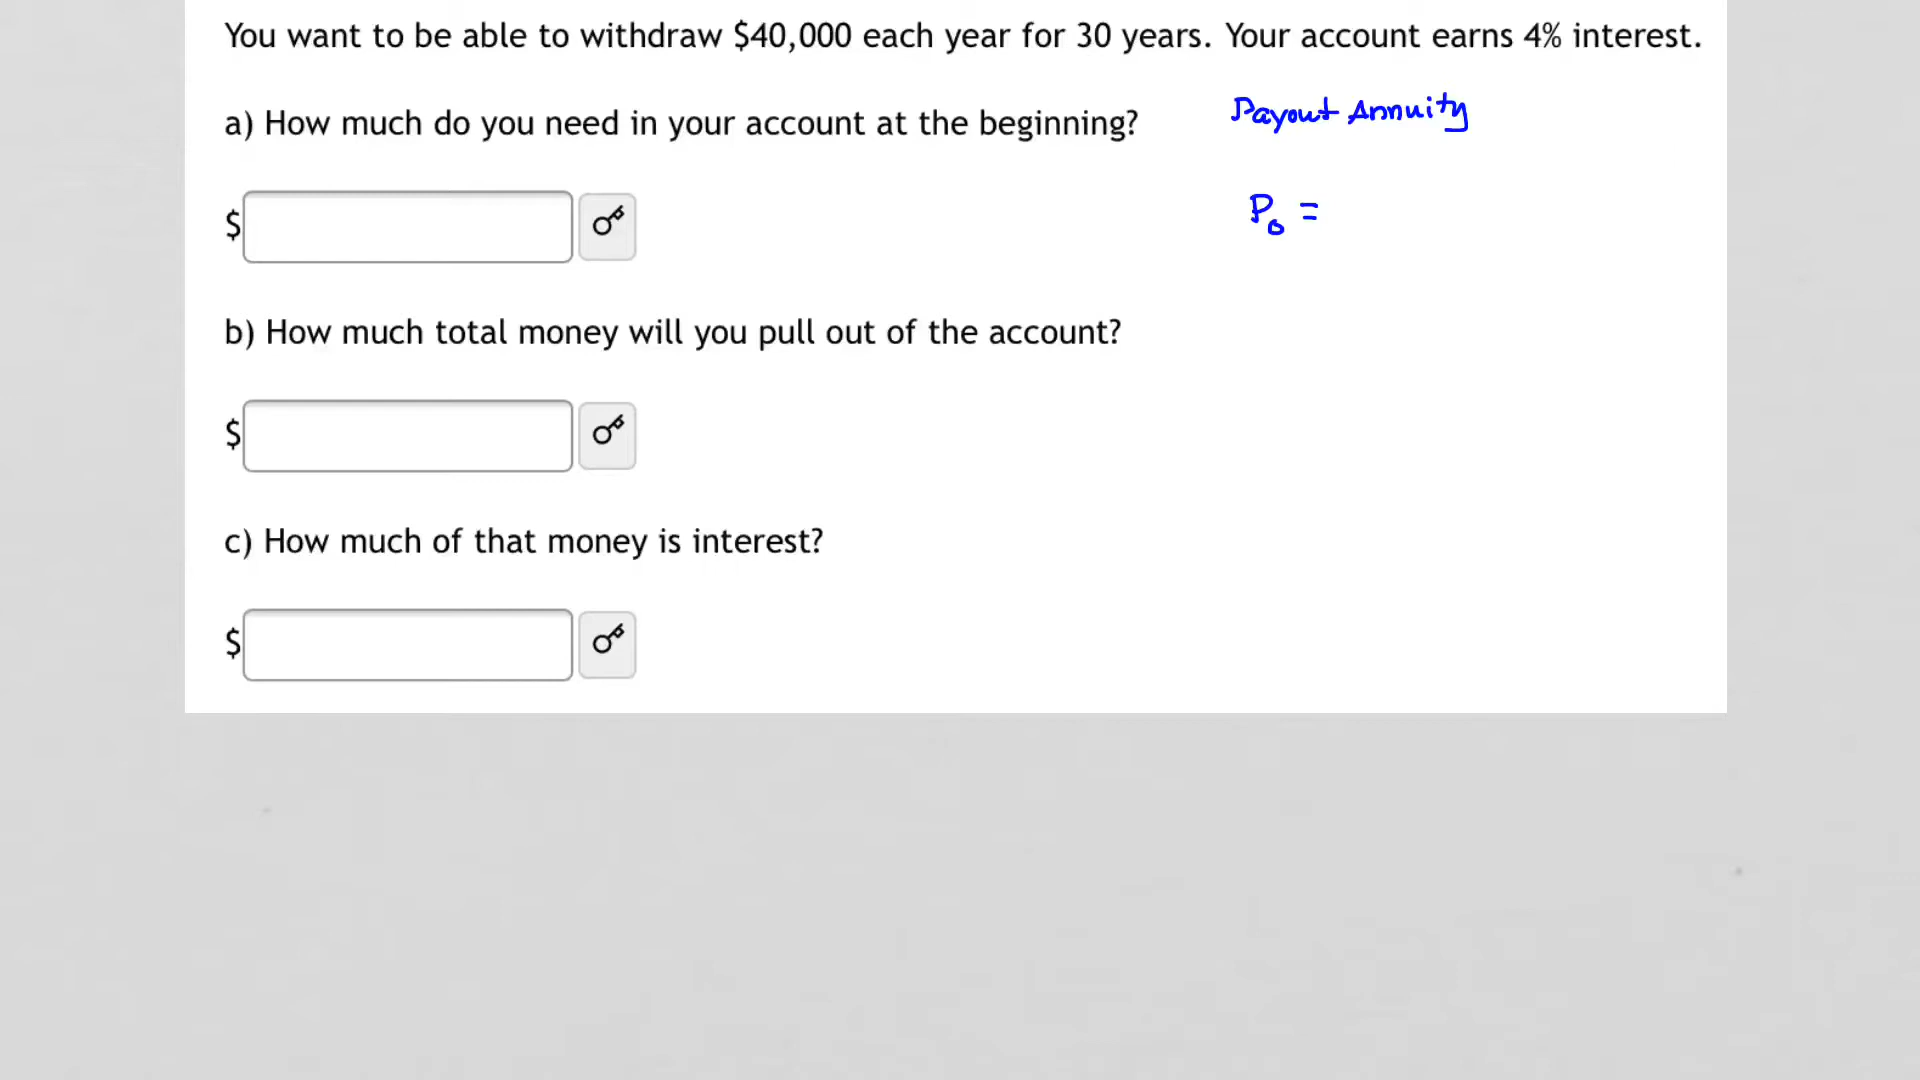 You want to be able to withdraw $40,000 each year for 30 years. Your account earns 4% interest.
a) How much do you need in your account at the beginning?
Payout Annuity
P₀ =
$
b) How much total money will you pull out of the account?
$
c) How much of that money is interest?
$